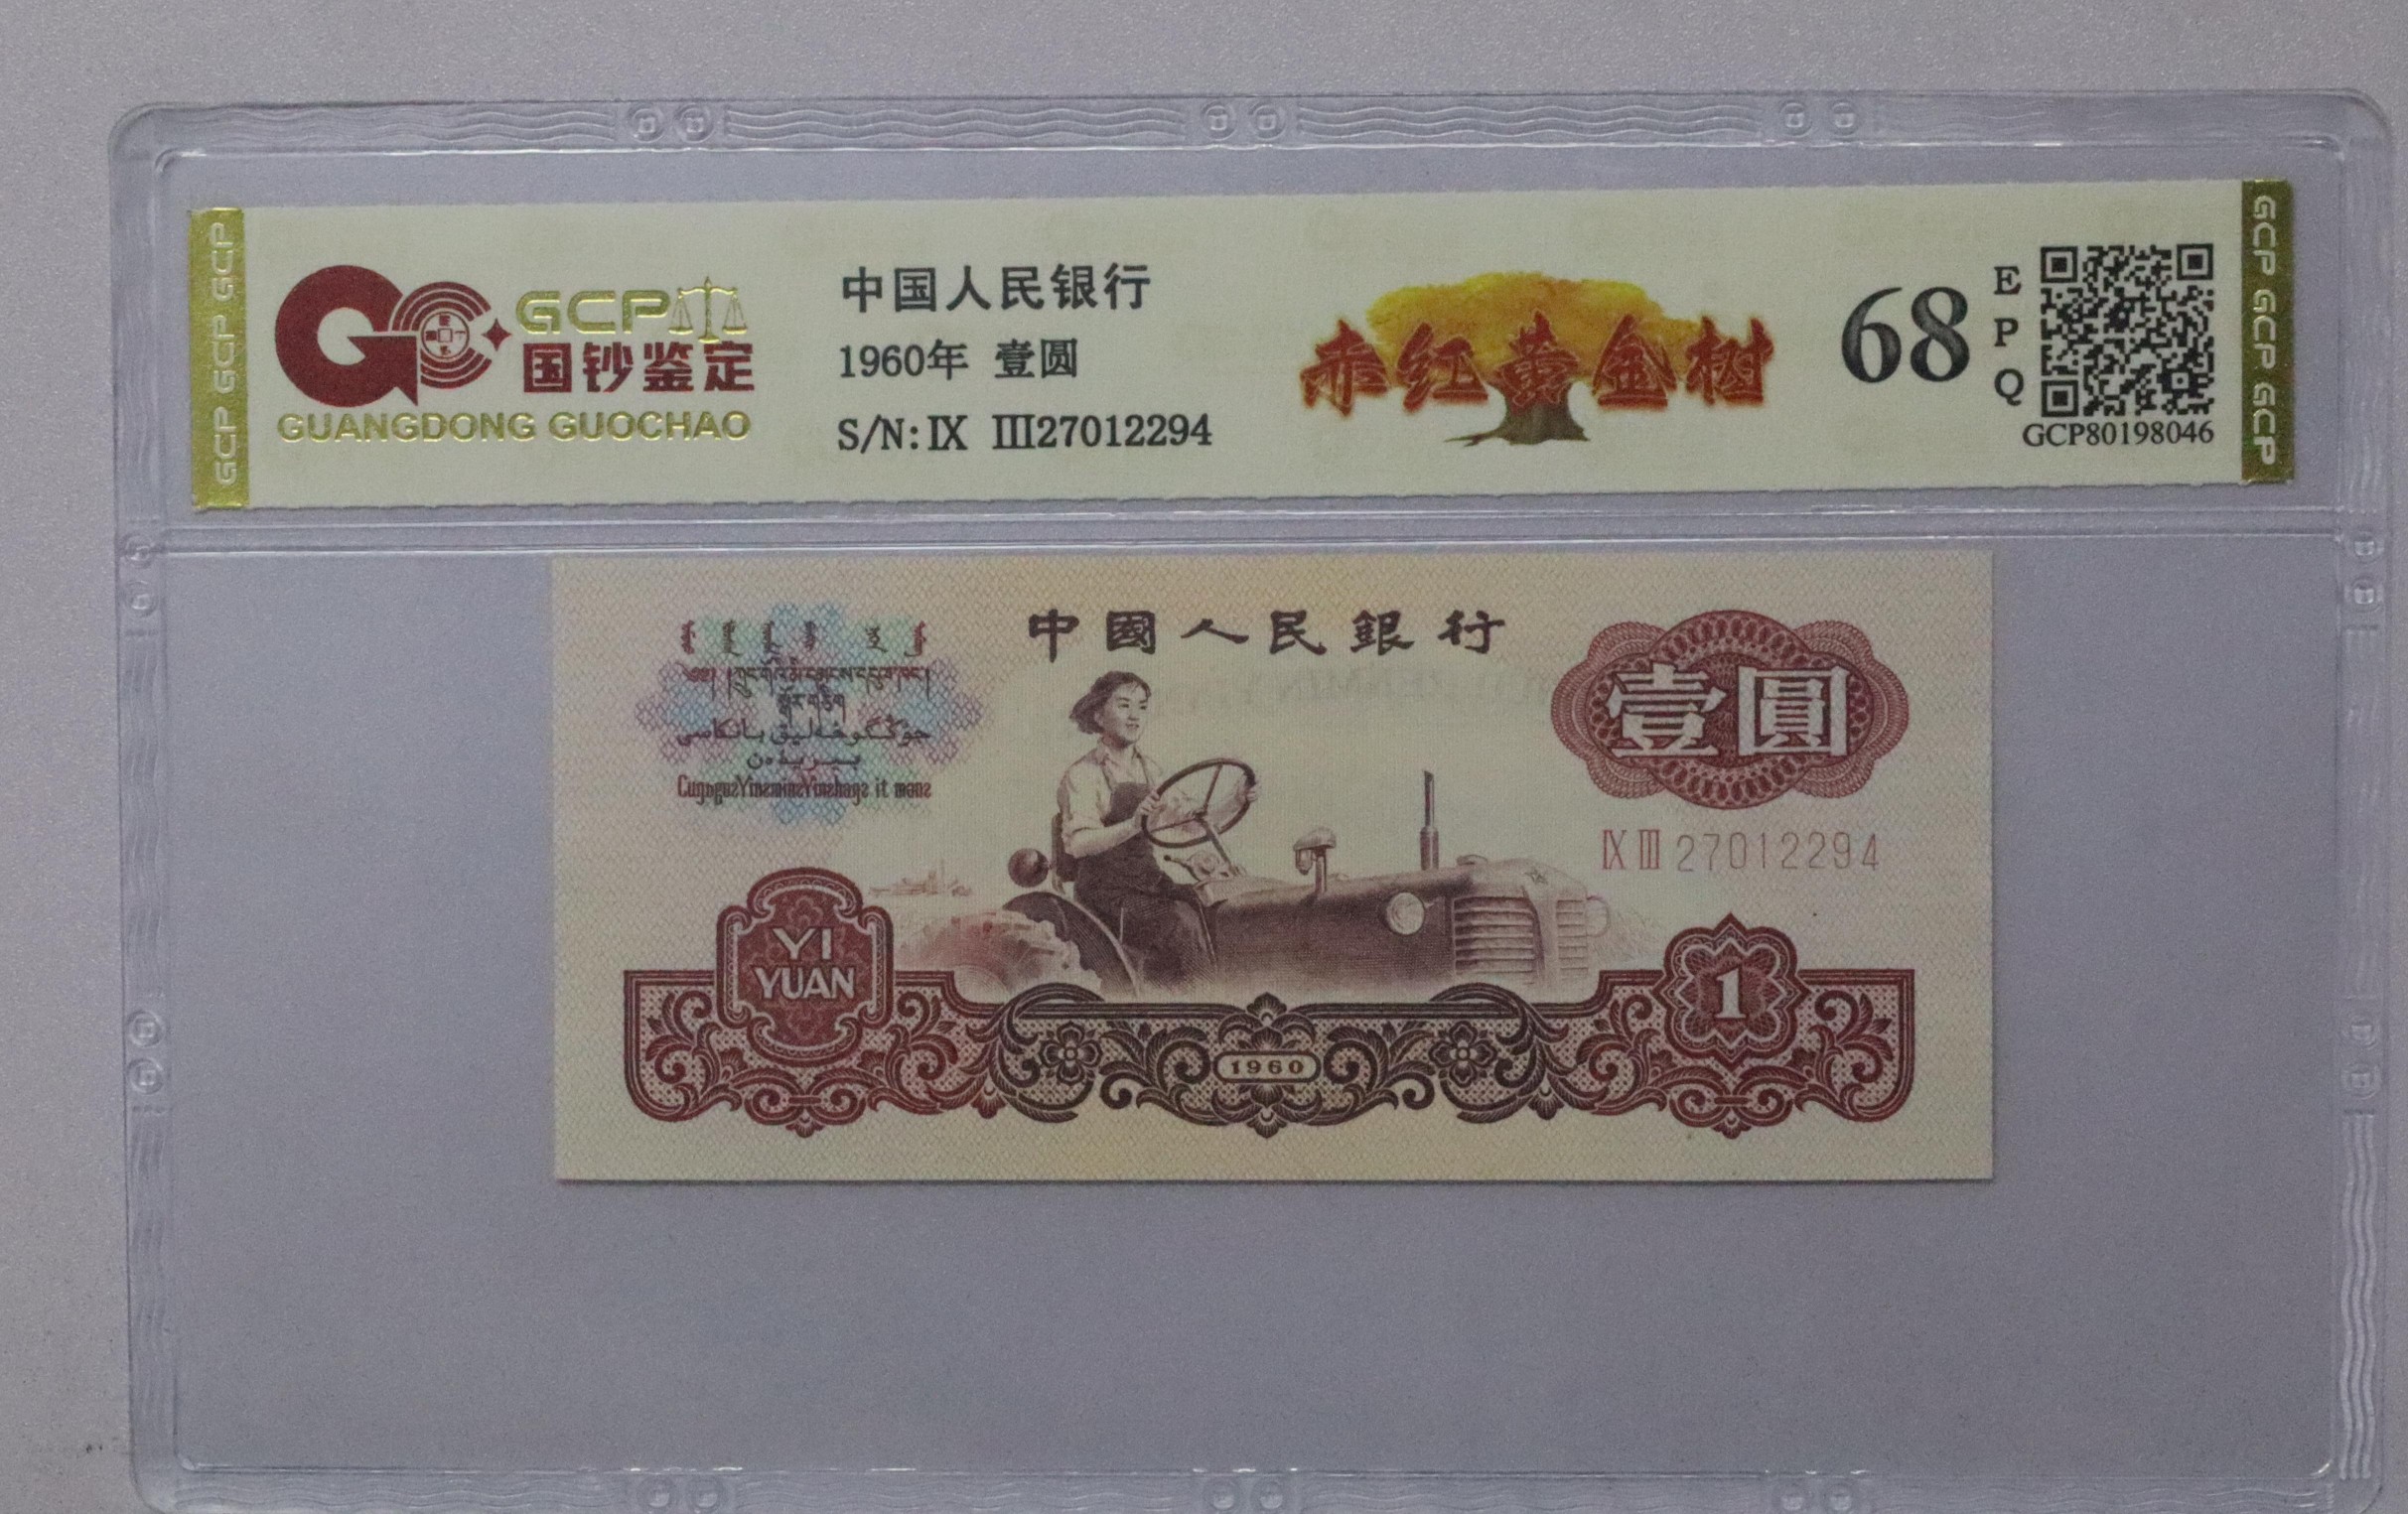 GCP GCP GCP
GCP
国钞鉴定
GUANGDONG GUOCHAO
中国人民银行
1960年 壹圆
S/N: IX III27012294
赤红黄金树
68
E
P
Q
GCP80198046
GCP GCP GCP
中國人民銀行
壹圓
IX III 27012294
YI
YUAN
1960
1